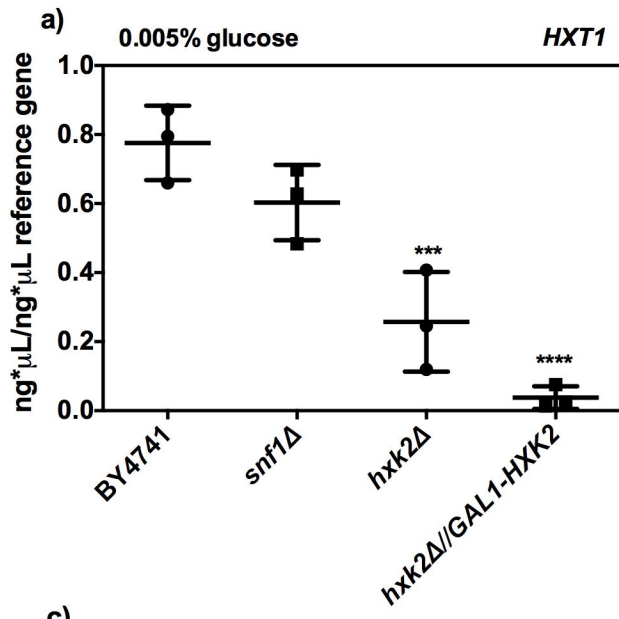 a)
0.005% glucose
HXT1
ng*µL/ng*µL reference gene
1.0
0.8
0.6
0.4
0.2
0.0
***
****
BY4741
snf1Δ
hxk2Δ
hxk2Δ//GAL1-HXK2
c)